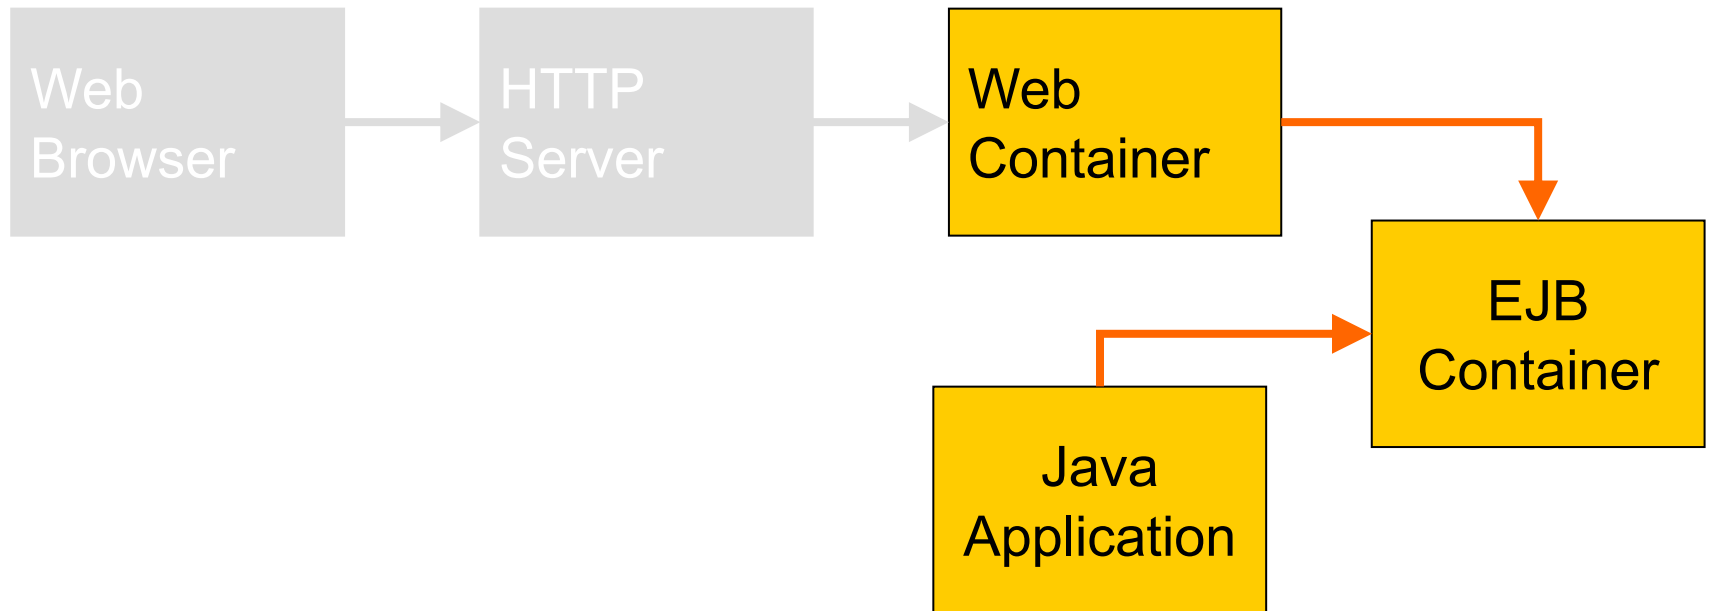 Web
Browser
HTTP
Server
Web
Container
EJB
Container
Java
Application